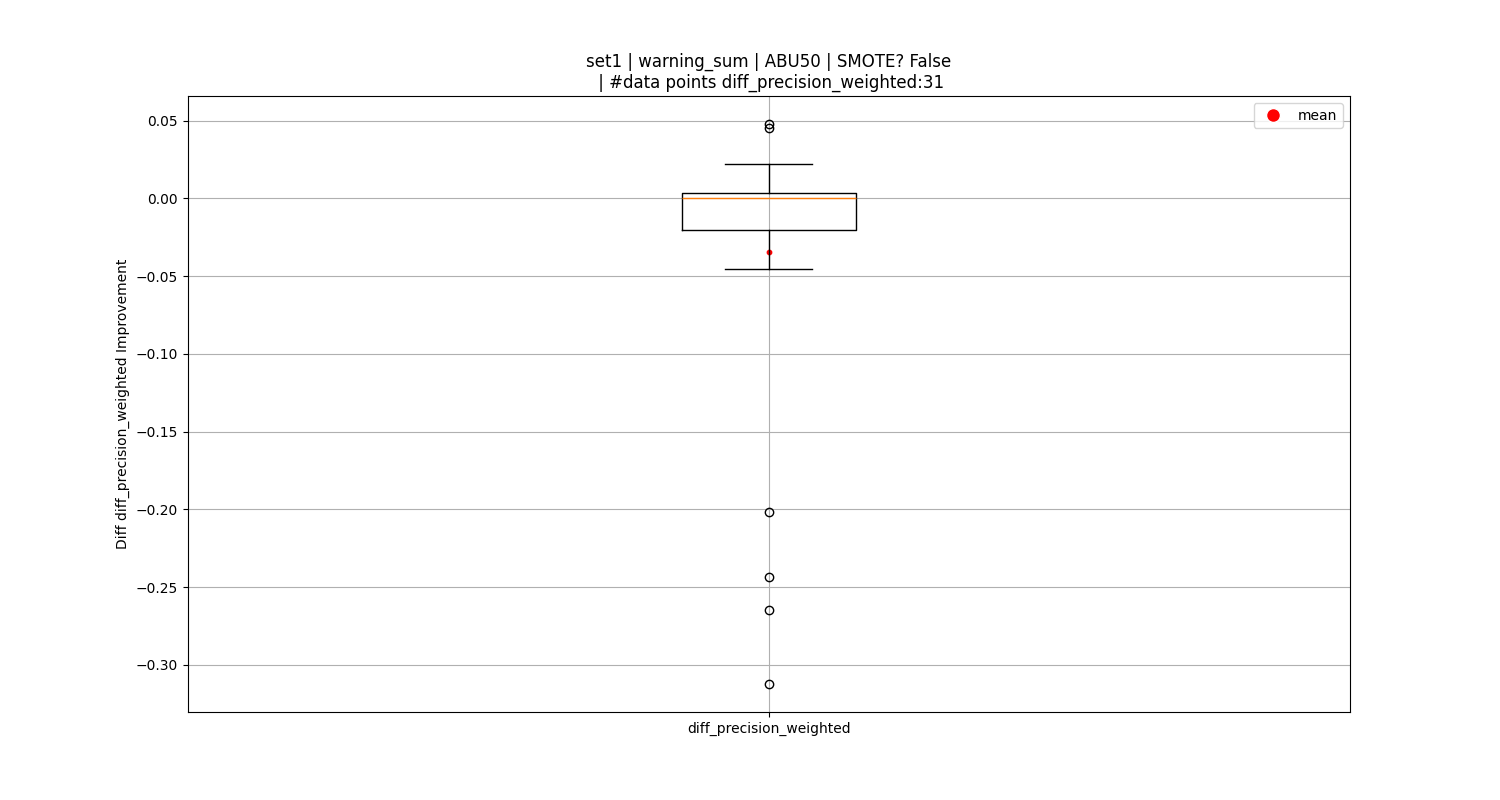 set1 | warning_sum | ABU50 | SMOTE? False
| #data points diff_precision_weighted:31
mean
0.05
0.00
−0.05
−0.10
−0.15
−0.20
−0.25
−0.30
Diff diff_precision_weighted Improvement
diff_precision_weighted